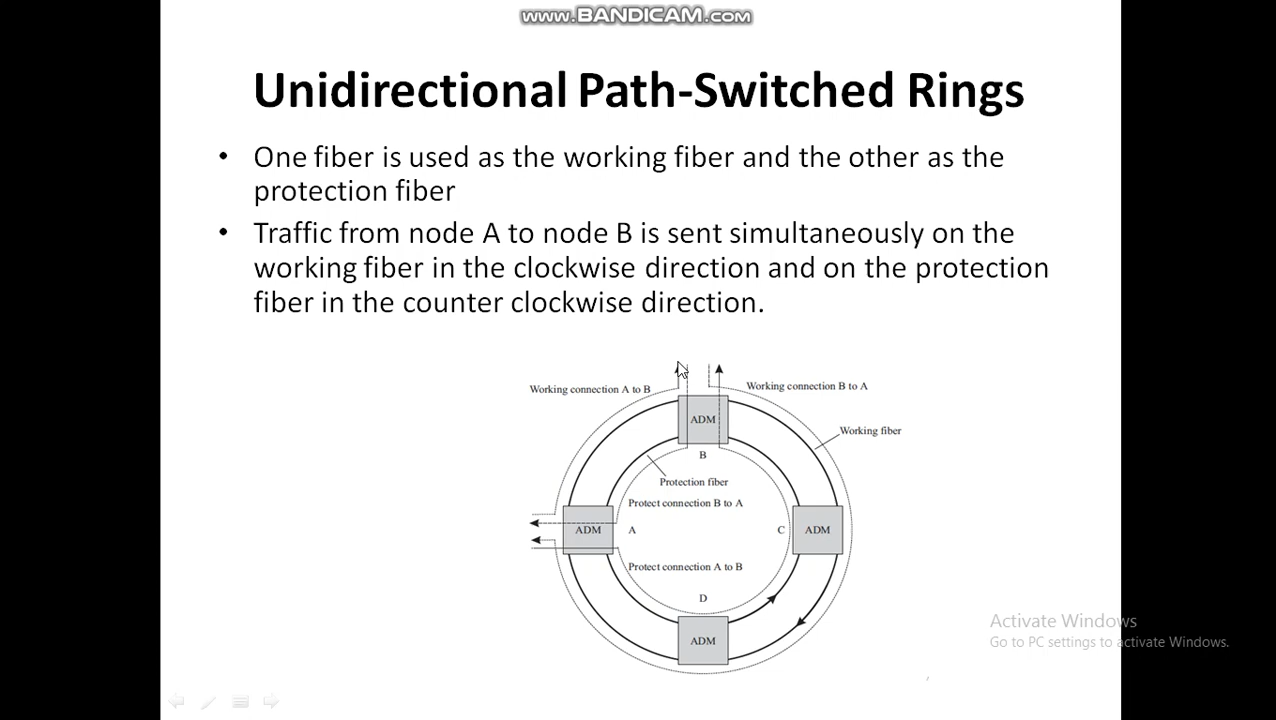 www.BANDICAM.com
Unidirectional Path-Switched Rings
• One fiber is used as the working fiber and the other as the
protection fiber
• Traffic from node A to node B is sent simultaneously on the
working fiber in the clockwise direction and on the protection
fiber in the counter clockwise direction.
Working connection A to B
Working connection B to A
ADM
Working fiber
B
Protection fiber
Protect connection B to A
ADM
A
C
ADM
Protect connection A to B
D
ADM
Activate Windows
Go to PC settings to activate Windows.